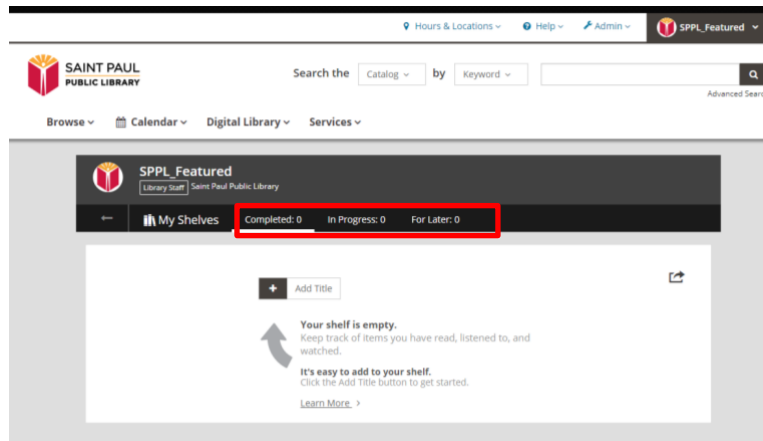 Hours & Locations Help Admin SPPL_Featured
SAINT PAUL
PUBLIC LIBRARY
Search the Catalog by Keyword
Advanced Sear
Browse Calendar Digital Library Services
SPPL_Featured
Library Staff Saint Paul Public Library
My Shelves Completed: 0 In Progress: 0 For Later: 0
+ Add Title
Your shelf is empty.
Keep track of items you have read, listened to, and
watched.
It's easy to add to your shelf.
Click the Add Title button to get started.
Learn More >